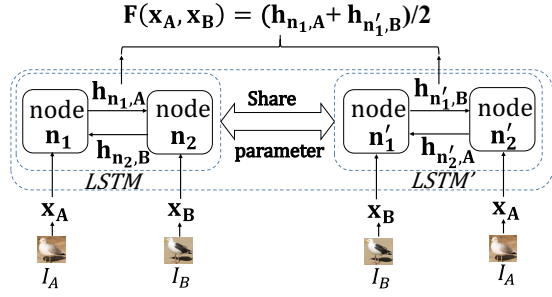 F(x_A, x_B) = (h_{n_1,A} + h_{n'_1,B})/2
h_{n_1,A}
node n_1
node n_2
h_{n_2,B}
LSTM
Share
parameter
h_{n'_1,B}
node n'_1
node n'_2
h_{n'_2,A}
LSTM'
x_A
x_B
x_B
x_A
I_A
I_B
I_B
I_A